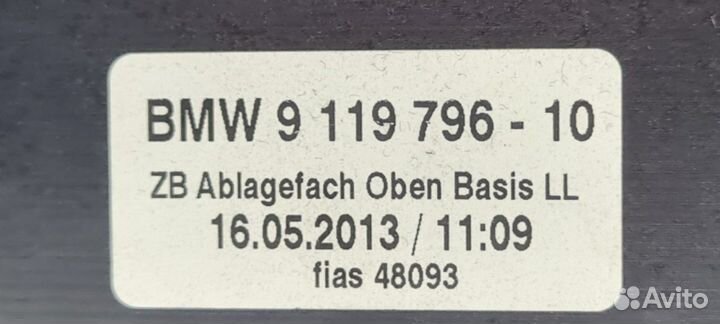 BMW 9 119 796 - 10
ZB Ablagefach Oben Basis LL
16.05.2013 / 11:09
fias 48093
Avito